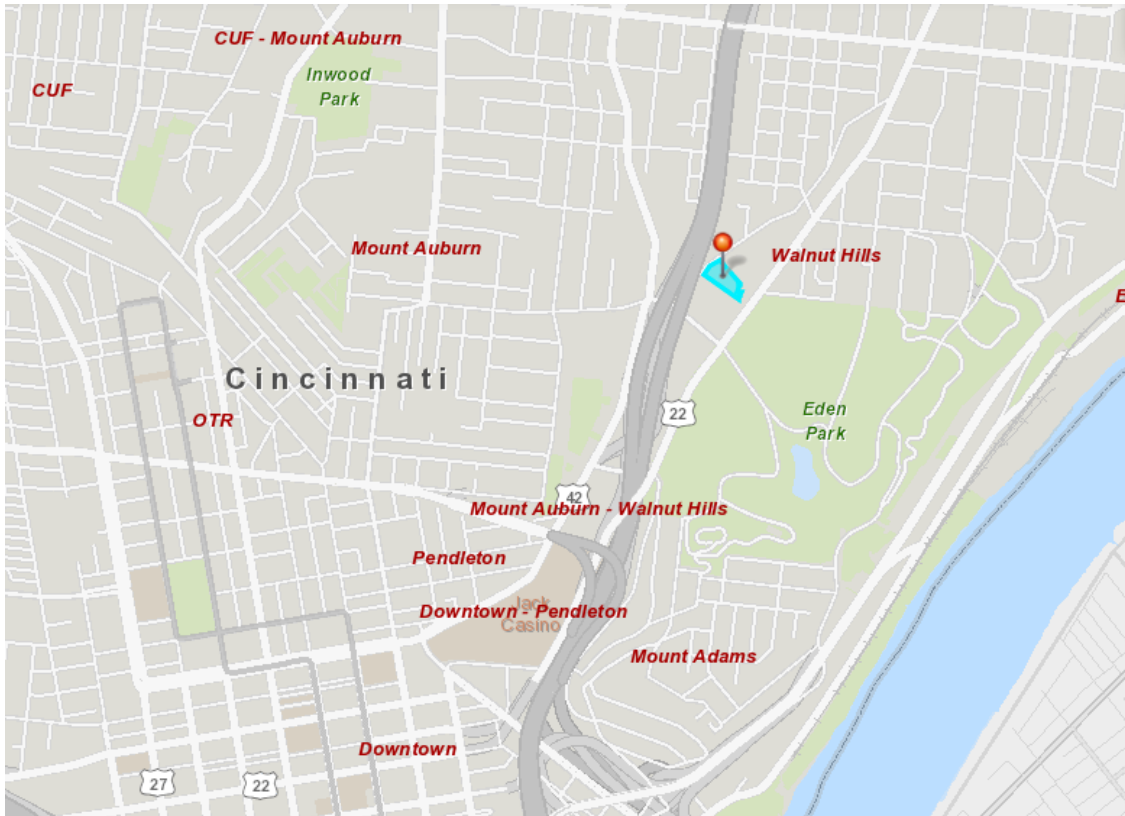 CUF - Mount Auburn
Inwood
Park
CUF
Mount Auburn
Walnut Hills
E
Cincinnati
22
Eden
Park
OTR
42
Mount Auburn - Walnut Hills
Pendleton
Jack
Casino
Downtown - Pendleton
Mount Adams
Downtown
27
22